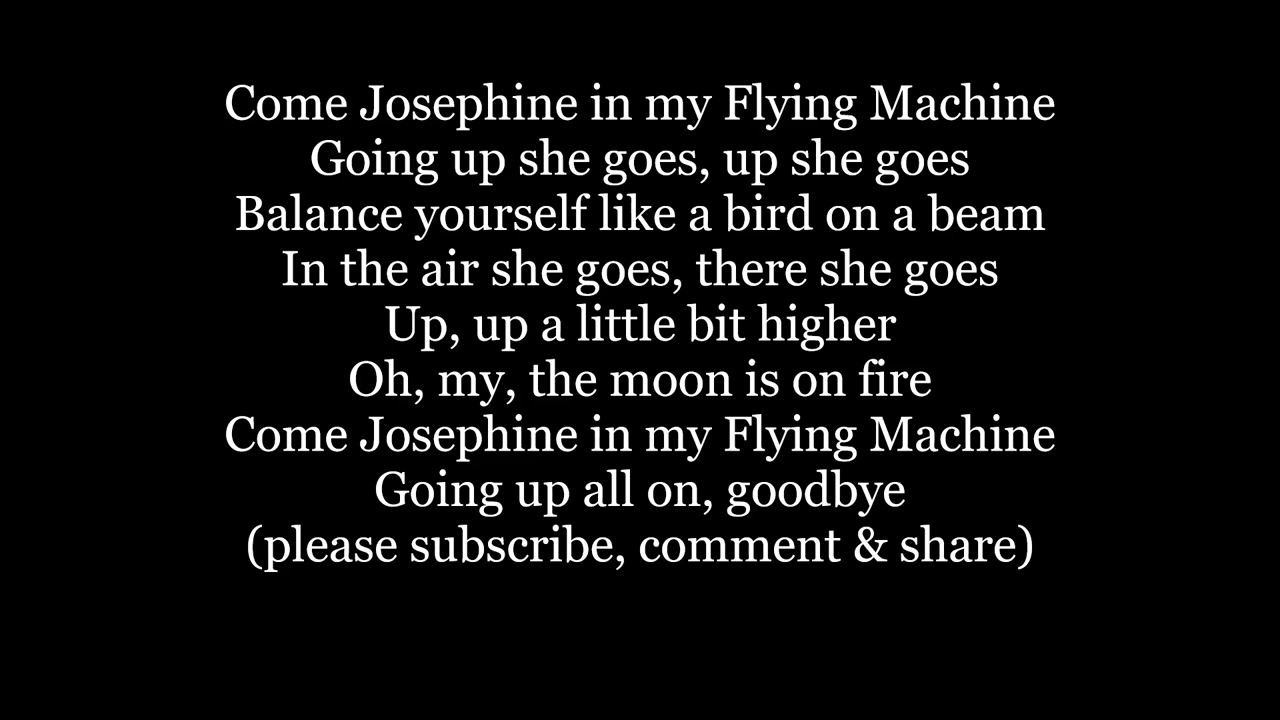 Come Josephine in my Flying Machine
Going up she goes, up she goes
Balance yourself like a bird on a beam
In the air she goes, there she goes
Up, up a little bit higher
Oh, my, the moon is on fire
Come Josephine in my Flying Machine
Going up all on, goodbye
(please subscribe, comment & share)